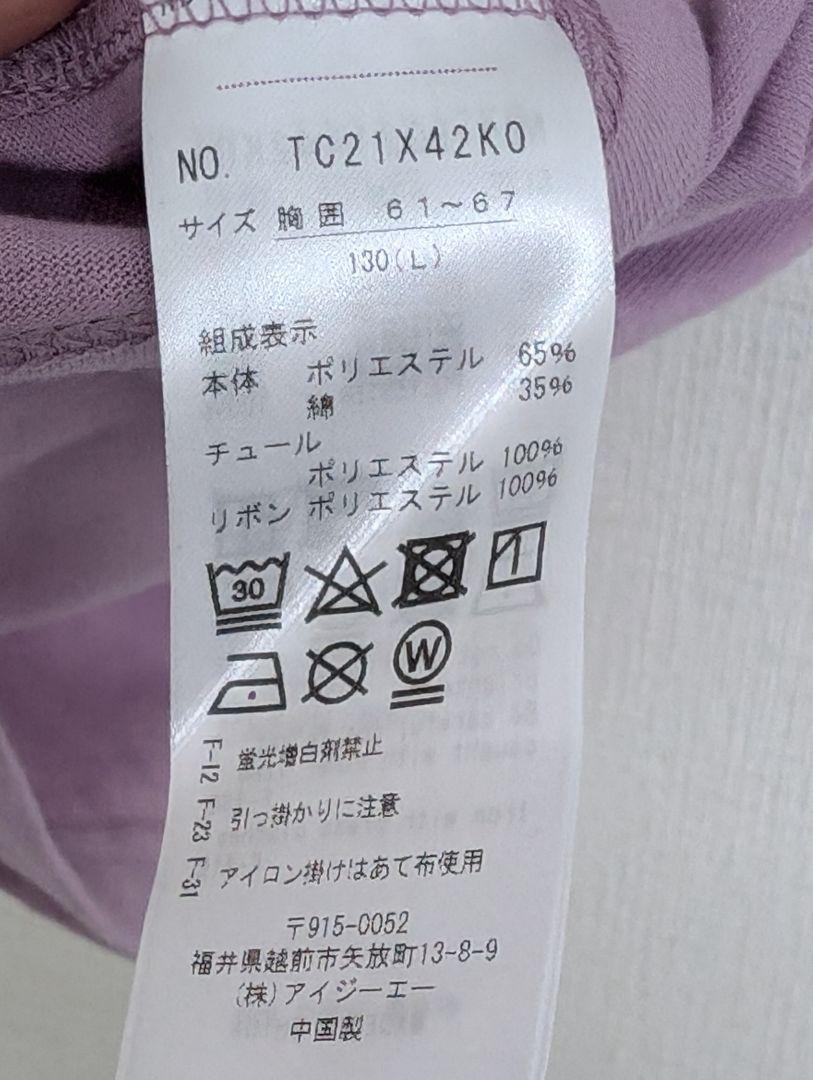 NO. TC21X42K0
サイズ 胸囲 61~67
130(L)
組成表示
本体 ポリエステル 65%
綿 35%
チュール
ポリエステル 100%
リボン ポリエステル 100%
30
W
F-12 蛍光増白剤禁止
F-23 引っ掛かりに注意
F-31 アイロン掛けはあて布使用
〒915-0052
福井県越前市矢放町13-8-9
(株)アイジーエー
中国製